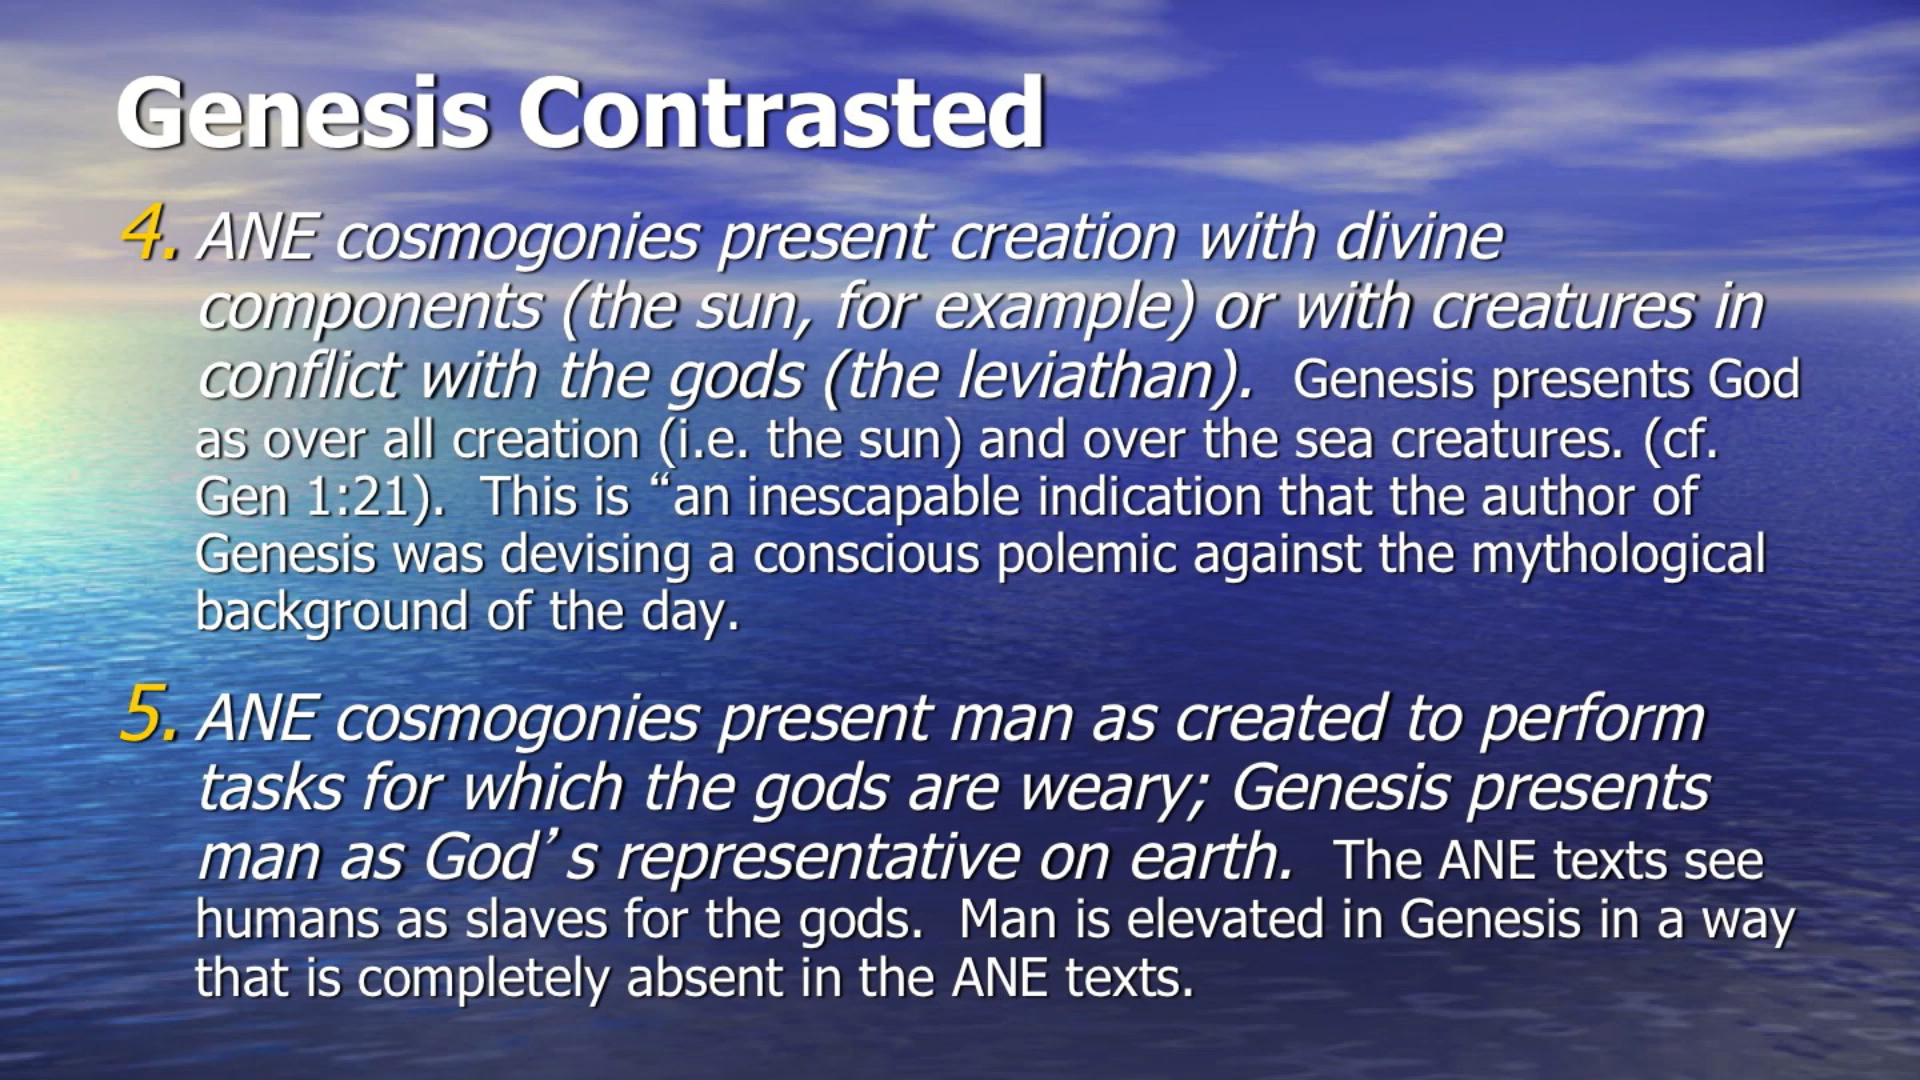 Genesis Contrasted
4. ANE cosmogonies present creation with divine
components (the sun, for example) or with creatures in
conflict with the gods (the leviathan).  Genesis presents God
as over all creation (i.e. the sun) and over the sea creatures. (cf.
Gen 1:21).  This is “an inescapable indication that the author of
Genesis was devising a conscious polemic against the mythological
background of the day.
5. ANE cosmogonies present man as created to perform
tasks for which the gods are weary; Genesis presents
man as God’s representative on earth.  The ANE texts see
humans as slaves for the gods.  Man is elevated in Genesis in a way
that is completely absent in the ANE texts.